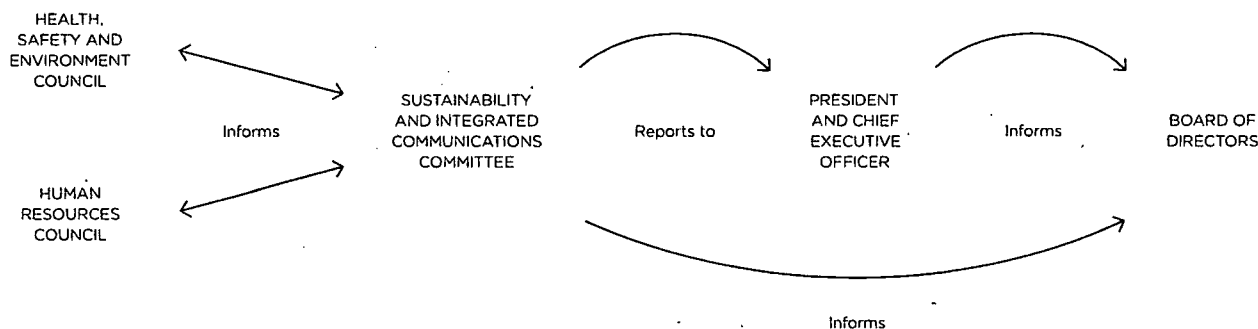 HEALTH,
SAFETY AND
ENVIRONMENT
COUNCIL
Informs
HUMAN
RESOURCES
COUNCIL
SUSTAINABILITY
AND INTEGRATED
COMMUNICATIONS
COMMITTEE
Reports to
PRESIDENT
AND CHIEF
EXECUTIVE
OFFICER
Informs
BOARD OF
DIRECTORS
Informs